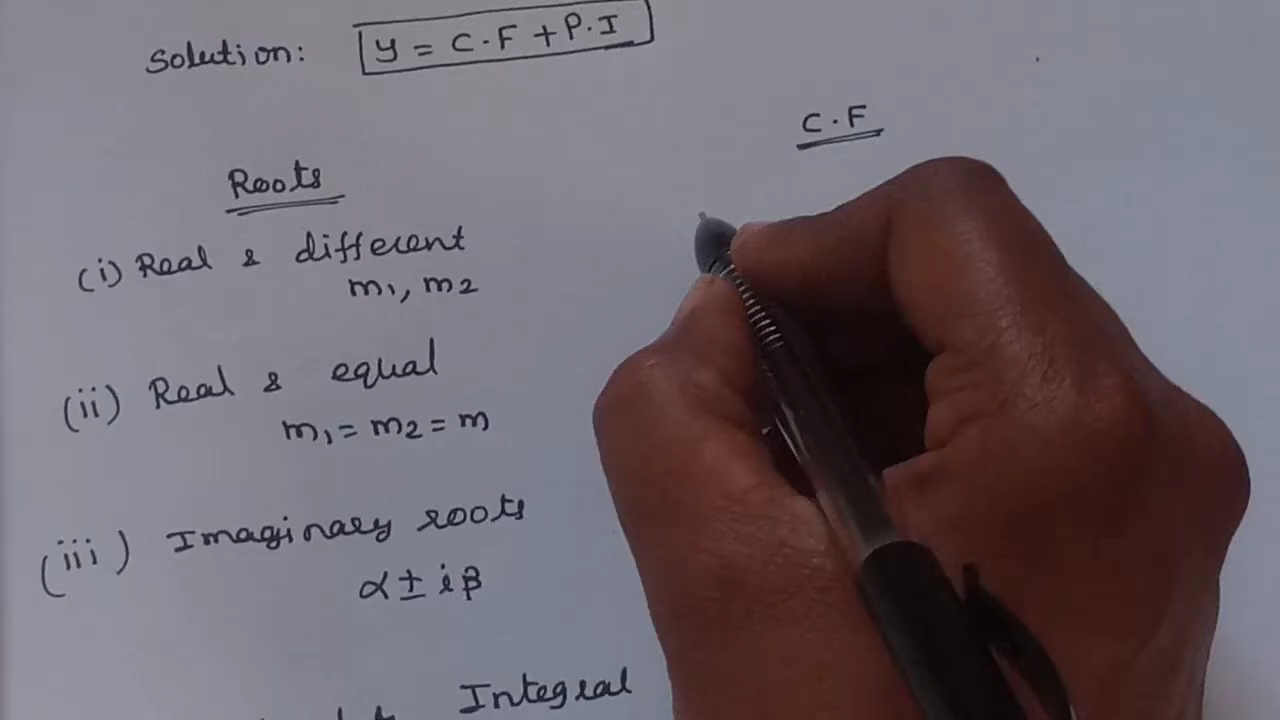 Solution: y = C.F + P.I
C.F
Roots
(i) Real & different
m₁, m₂
(ii) Real & equal
m₁ = m₂ = m
(iii) Imaginary roots
α ± iβ
Integral